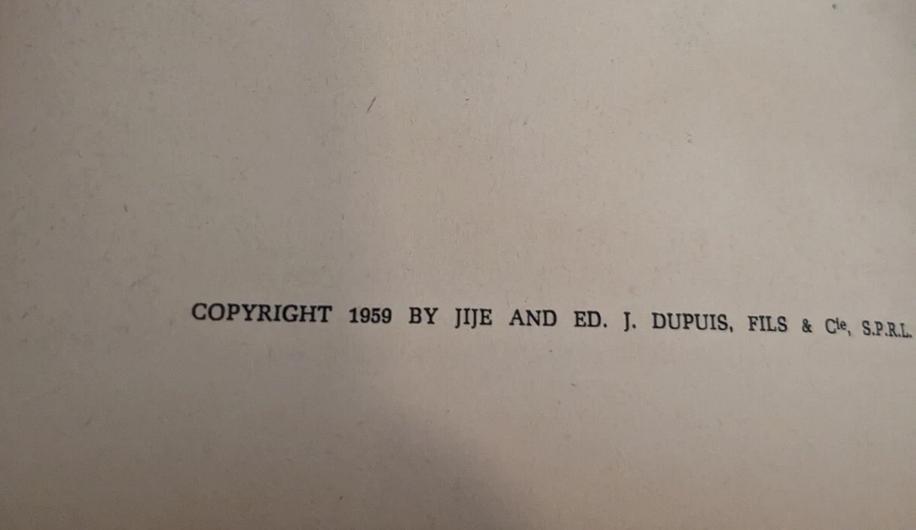 COPYRIGHT 1959 BY JIJE AND ED. J. DUPUIS, FILS & Cie, S.P.R.L.